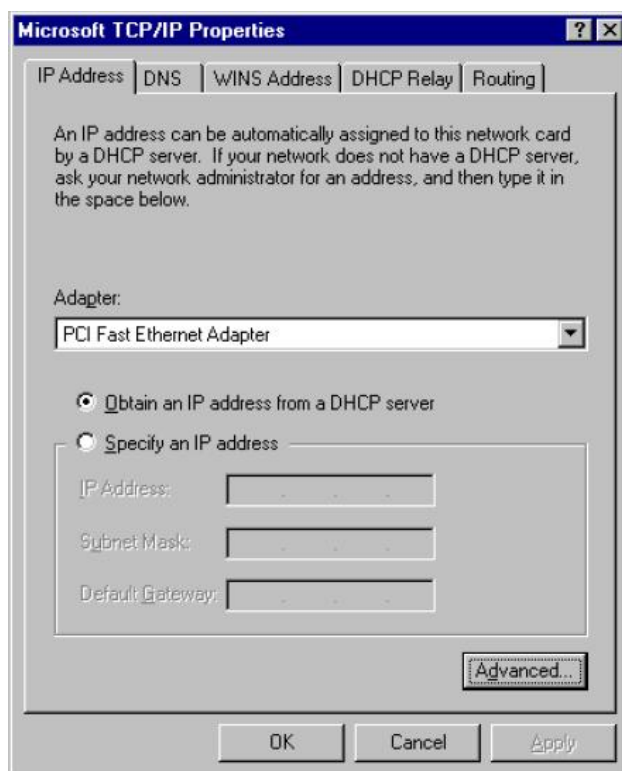 Microsoft TCP/IP Properties
IP Address DNS WINS Address DHCP Relay Routing
An IP address can be automatically assigned to this network card
by a DHCP server. If your network does not have a DHCP server,
ask your network administrator for an address, and then type it in
the space below.
Adapter:
PCI Fast Ethernet Adapter
Obtain an IP address from a DHCP server
Specify an IP address
IP Address:
Subnet Mask:
Default Gateway:
Advanced...
OK Cancel Apply